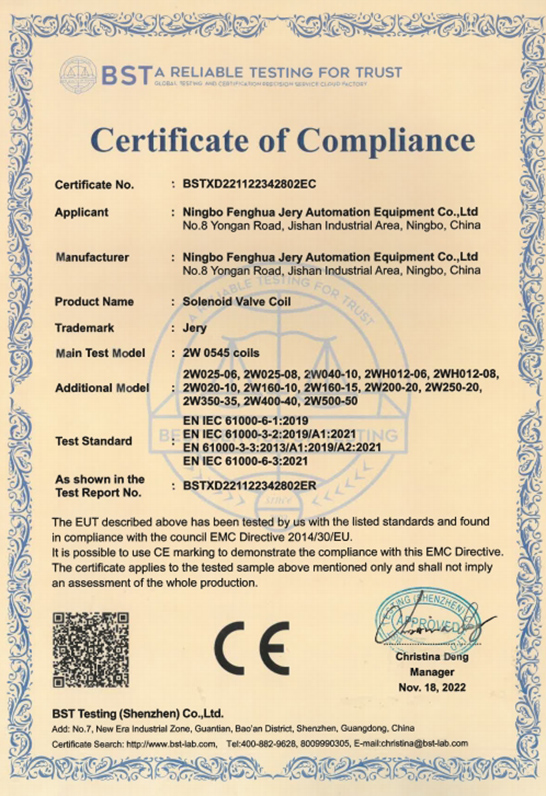 BST A RELIABLE TESTING FOR TRUST
GLOBAL TESTING AND CERTIFICATION PRECISION SERVICE CLOUD FACTORY
Certificate of Compliance
Certificate No. : BSTXD221122342802EC
Applicant : Ningbo Fenghua Jery Automation Equipment Co.,Ltd
No.8 Yongan Road, Jishan Industrial Area, Ningbo, China
Manufacturer : Ningbo Fenghua Jery Automation Equipment Co.,Ltd
No.8 Yongan Road, Jishan Industrial Area, Ningbo, China
Product Name : Solenoid Valve Coil
Trademark : Jery
Main Test Model : 2W 0545 coils
2W025-06, 2W025-08, 2W040-10, 2WH012-06, 2WH012-08,
Additional Model : 2W020-10, 2W160-10, 2W160-15, 2W200-20, 2W250-20,
2W350-35, 2W400-40, 2W500-50
EN IEC 61000-6-1:2019
EN IEC 61000-3-2:2019/A1:2021
Test Standard : EN 61000-3-3:2013/A1:2019/A2:2021
EN IEC 61000-6-3:2021
As shown in the
Test Report No. : BSTXD221122342802ER
The EUT described above has been tested by us with the listed standards and found
in compliance with the council EMC Directive 2014/30/EU.
It is possible to use CE marking to demonstrate the compliance with this EMC Directive.
The certificate applies to the tested sample above mentioned only and shall not imply
an assessment of the whole production.
CE
TESTING (SHENZHEN)
APPROVED
Christina Deng
Manager
Nov. 18, 2022
BST Testing (Shenzhen) Co.,Ltd.
Add: No.7, New Era Industrial Zone, Guantian, Bao'an District, Shenzhen, Guangdong, China
Certificate Search: http://www.bst-lab.com, Tel:400-882-9628, 8009990305, E-mail:christina@bst-lab.com